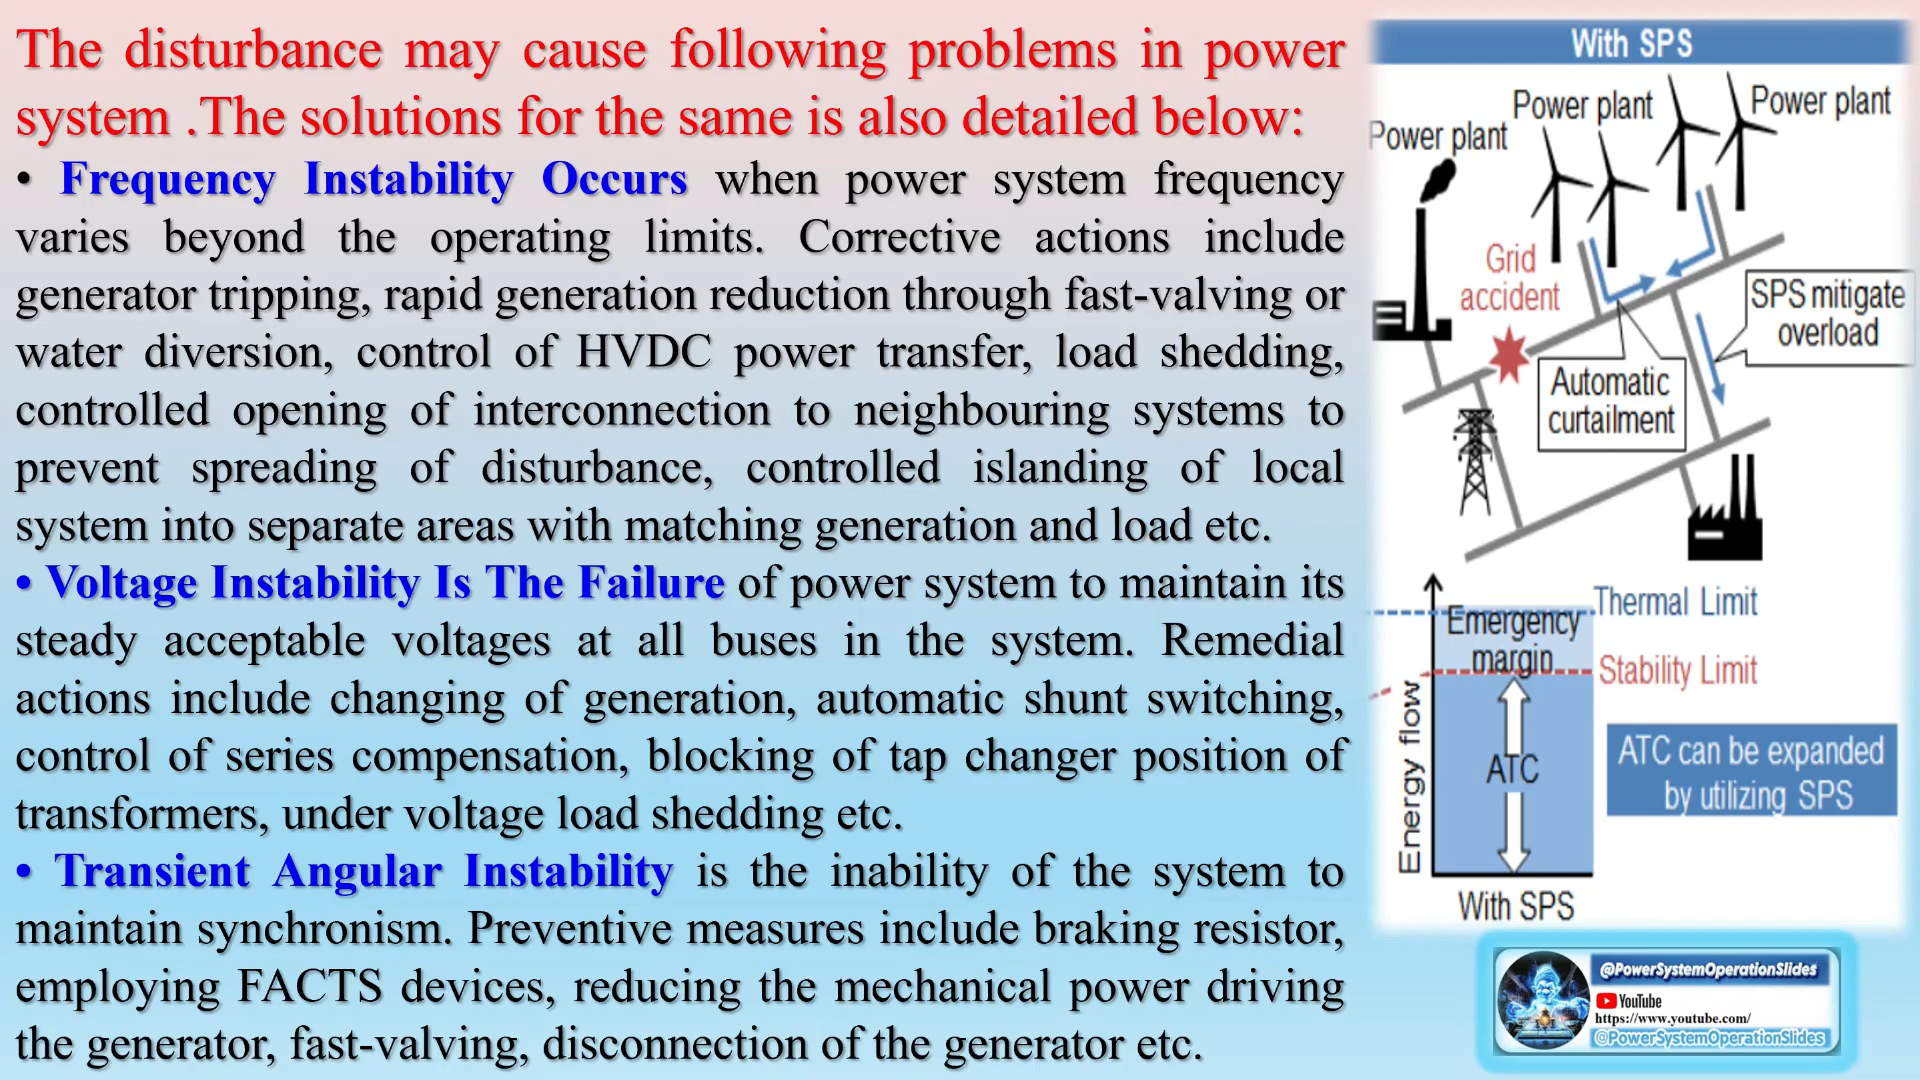 The disturbance may cause following problems in power
system .The solutions for the same is also detailed below:
• Frequency Instability Occurs when power system frequency
varies beyond the operating limits. Corrective actions include
generator tripping, rapid generation reduction through fast-valving or
water diversion, control of HVDC power transfer, load shedding,
controlled opening of interconnection to neighbouring systems to
prevent spreading of disturbance, controlled islanding of local
system into separate areas with matching generation and load etc.
• Voltage Instability Is The Failure of power system to maintain its
steady acceptable voltages at all buses in the system. Remedial
actions include changing of generation, automatic shunt switching,
control of series compensation, blocking of tap changer position of
transformers, under voltage load shedding etc.
• Transient Angular Instability is the inability of the system to
maintain synchronism. Preventive measures include braking resistor,
employing FACTS devices, reducing the mechanical power driving
the generator, fast-valving, disconnection of the generator etc.
With SPS
Power plant
Power plant
Power plant
Grid
accident
SPS mitigate
overload
Automatic
curtailment
Thermal Limit
Emergency
margin
Stability Limit
Energy flow
ATC
ATC can be expanded
by utilizing SPS
With SPS
@PowerSystemOperationSlides
YouTube
https://www.youtube.com/
@PowerSystemOperationSlides